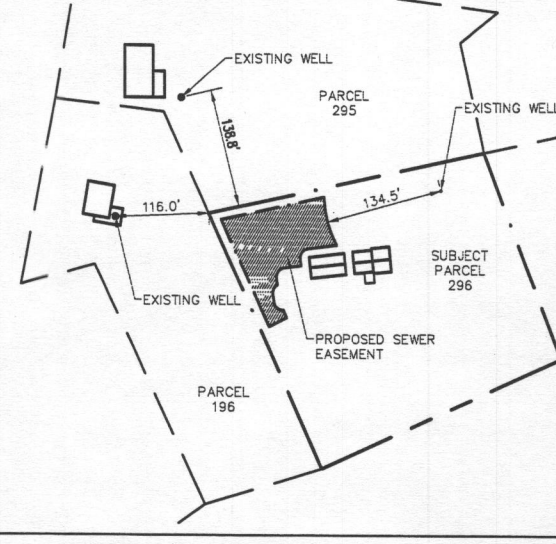 EXISTING WELL
PARCEL
295
EXISTING WELL
138.8'
134.5'
116.0'
SUBJECT
PARCEL
296
EXISTING WELL
PROPOSED SEWER
EASEMENT
PARCEL
196